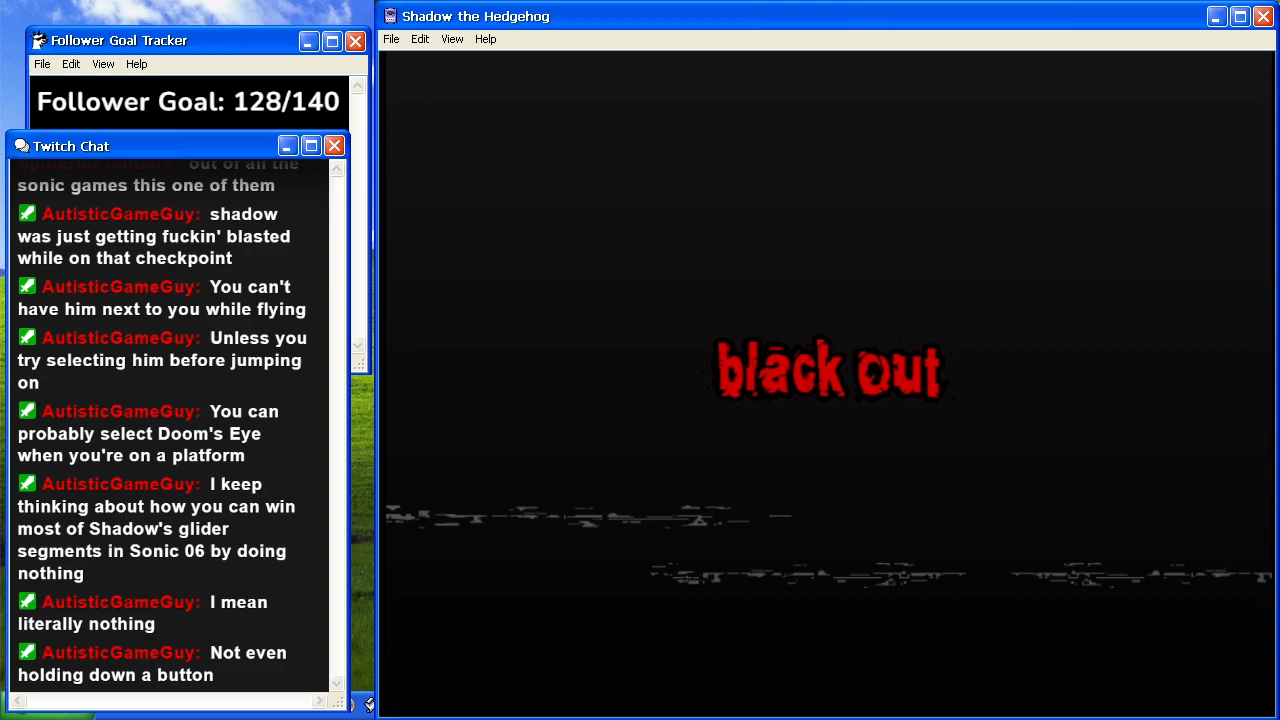 Follower Goal Tracker
File Edit View Help
Follower Goal: 128/140
Twitch Chat
out of all the
sonic games this one of them
AutisticGameGuy: shadow
was just getting fuckin' blasted
while on that checkpoint
AutisticGameGuy: You can't
have him next to you while flying
AutisticGameGuy: Unless you
try selecting him before jumping
on
AutisticGameGuy: You can
probably select Doom's Eye
when you're on a platform
AutisticGameGuy: I keep
thinking about how you can win
most of Shadow's glider
segments in Sonic 06 by doing
nothing
AutisticGameGuy: I mean
literally nothing
AutisticGameGuy: Not even
holding down a button
Shadow the Hedgehog
File Edit View Help
black out